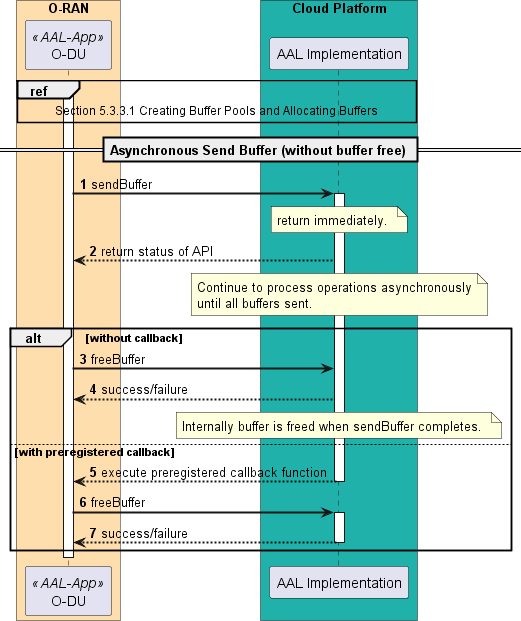 O-RAN
Cloud Platform
« AAL-App»
O-DU
AAL Implementation
ref
Section 5.3.3.1 Creating Buffer Pools and Allocating Buffers
Asynchronous Send Buffer (without buffer free)
1 sendBuffer
return immediately.
2 return status of API
Continue to process operations asynchronously
until all buffers sent.
alt
[without callback]
3 freeBuffer
4 success/failure
Internally buffer is freed when sendBuffer completes.
[with preregistered callback]
5 execute preregistered callback function
6 freeBuffer
7 success/failure
« AAL-App»
O-DU
AAL Implementation